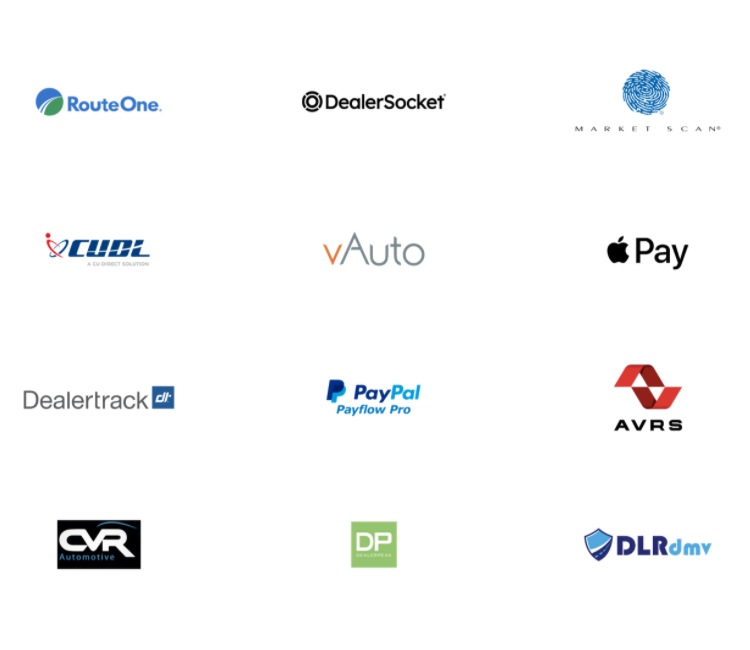 RouteOne.
DealerSocket
MARKET SCAN®
CUDL
A CU DIRECT SOLUTION
vAuto
Pay
Dealertrack dt
PayPal
Payflow Pro
AVRS
CVR
Automotive
DP
DEALERPEAK
DLRdmv